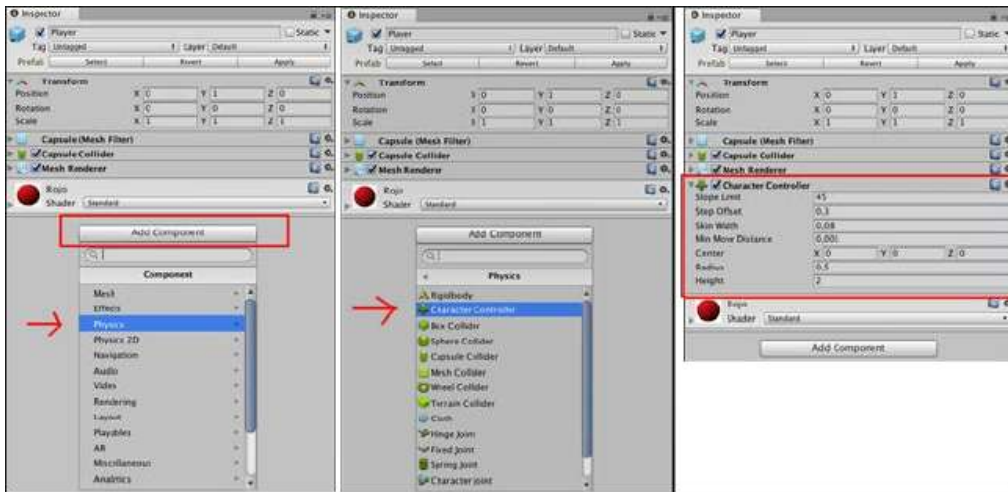 Inspector
Player
Static
Tag Untagged Layer Default
Prefab Select Revert Apply
Transform
Position X 0 Y 1 Z 0
Rotation X 0 Y 0 Z 0
Scale X 1 Y 1 Z 1
Capsule (Mesh Filter)
Capsule Collider
Mesh Renderer
Rojo
Shader Standard
Add Component
Component
Mesh
Effects
Physics
Physics 2D
Navigation
Audio
Video
Rendering
Layout
Playables
AR
Miscellaneous
Analytics
Inspector
Player
Static
Tag Untagged Layer Default
Prefab Select Revert Apply
Transform
Position X 0 Y 1 Z 0
Rotation X 0 Y 0 Z 0
Scale X 1 Y 1 Z 1
Capsule (Mesh Filter)
Capsule Collider
Mesh Renderer
Rojo
Shader Standard
Add Component
Physics
Rigidbody
Character Controller
Box Collider
Sphere Collider
Capsule Collider
Mesh Collider
Wheel Collider
Terrain Collider
Cloth
Hinge Joint
Fixed Joint
Spring Joint
Character Joint
Inspector
Player
Static
Tag Untagged Layer Default
Prefab Select Revert Apply
Transform
Position X 0 Y 1 Z 0
Rotation X 0 Y 0 Z 0
Scale X 1 Y 1 Z 1
Capsule (Mesh Filter)
Capsule Collider
Mesh Renderer
Character Controller
Slope Limit 45
Step Offset 0.3
Skin Width 0.08
Min Move Distance 0.001
Center X 0 Y 0 Z 0
Radius 0.5
Height 2
Rojo
Shader Standard
Add Component